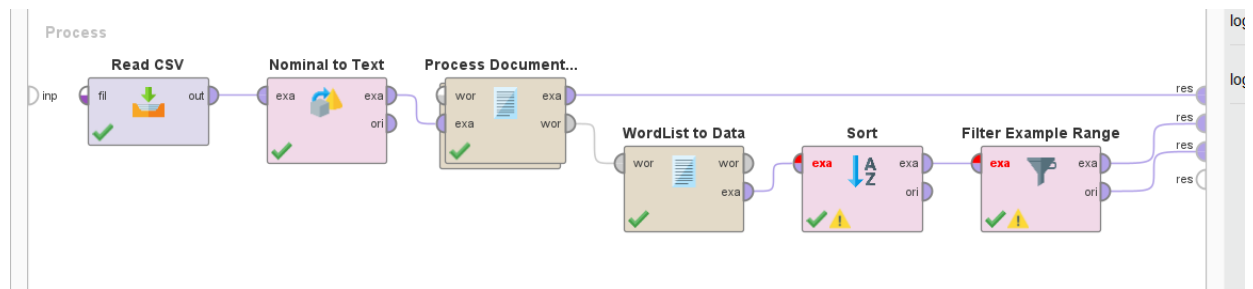 Process
Read CSV
Nominal to Text
Process Document...
inp
fil
out
exa
exa
ori
wor
exa
exa
wor
res
res
res
res
WordList to Data
Sort
Filter Example Range
wor
wor
exa
exa
exa
ori
exa
exa
ori
A
Z
log
log